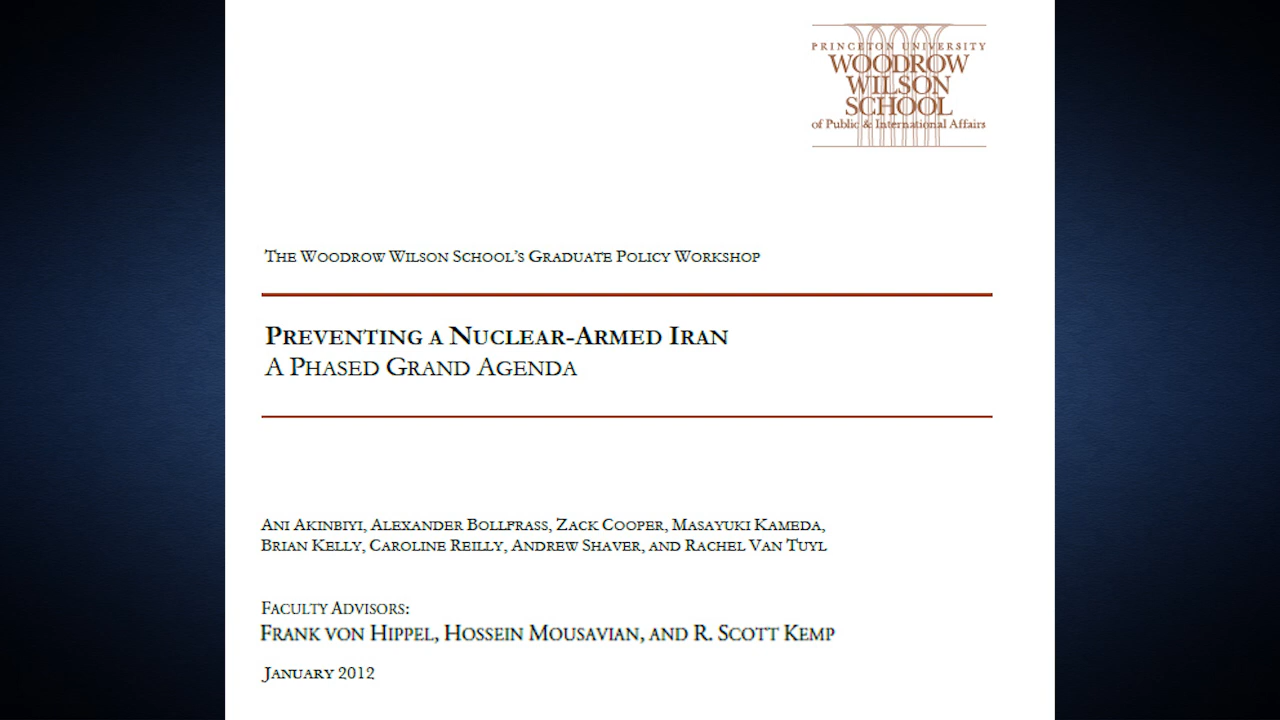 PRINCETON UNIVERSITY
WOODROW
WILSON
SCHOOL
of Public & International Affairs
THE WOODROW WILSON SCHOOL'S GRADUATE POLICY WORKSHOP
PREVENTING A NUCLEAR-ARMED IRAN
A PHASED GRAND AGENDA
ANI AKINBIYI, ALEXANDER BOLLFRASS, ZACK COOPER, MASAYUKI KAMEDA,
BRIAN KELLY, CAROLINE REILLY, ANDREW SHAVER, AND RACHEL VAN TUYL
FACULTY ADVISORS:
FRANK VON HIPPEL, HOSSEIN MOUSAVIAN, AND R. SCOTT KEMP
JANUARY 2012